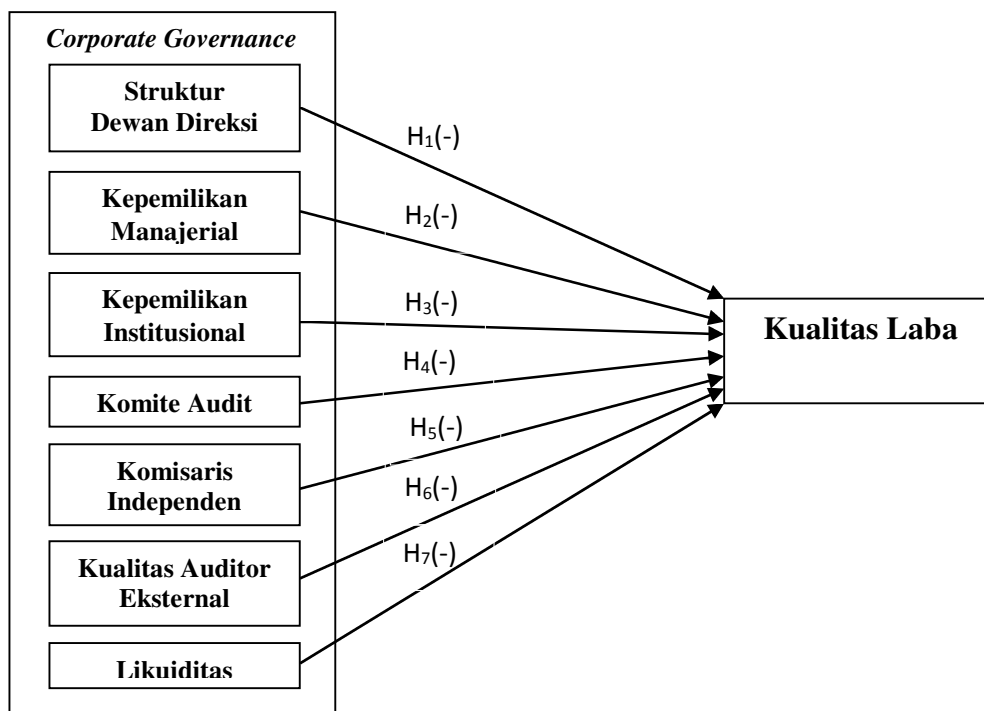 Corporate Governance
Struktur
Dewan Direksi
H₁(-)
Kepemilikan
Manajerial
H₂(-)
Kepemilikan
Institusional
H₃(-)
Kualitas Laba
H₄(-)
Komite Audit
H₅(-)
Komisaris
Independen
H₆(-)
Kualitas Auditor
Eksternal
H₇(-)
Likuiditas